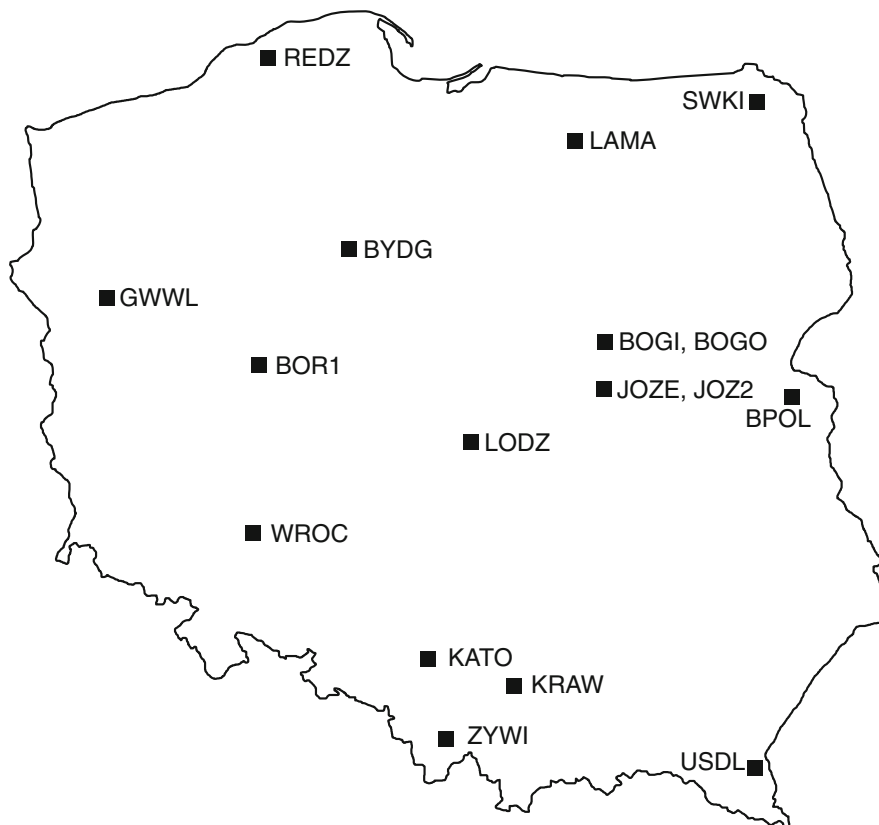 REDZ
SWKI
LAMA
BYDG
GWWL
BOGI, BOGO
BOR1
JOZE, JOZ2
BPOL
LODZ
WROC
KATO
KRAW
ZYWI
USDL